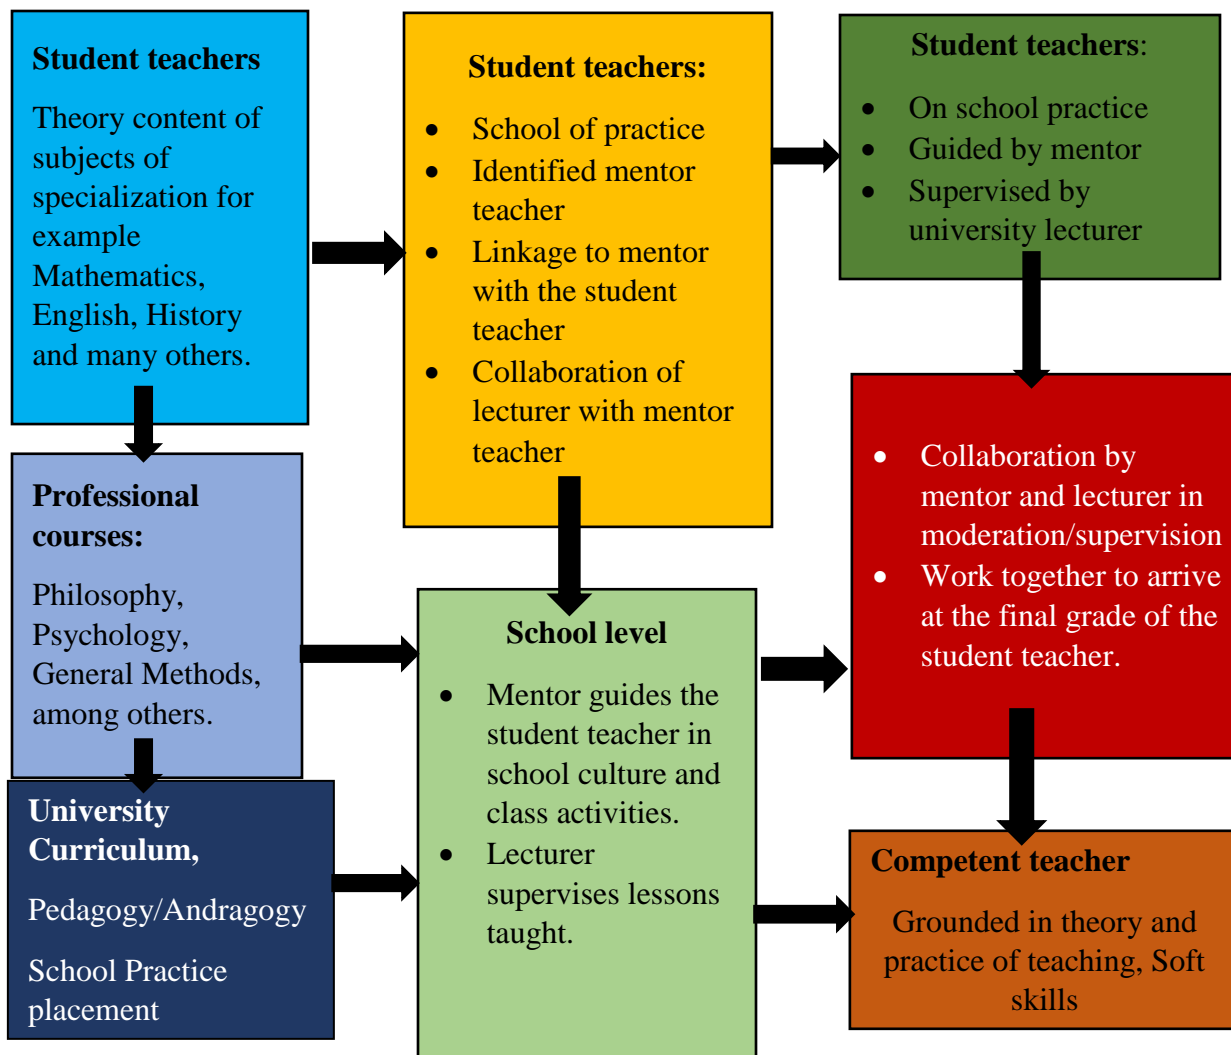 Student teachers
Theory content of
subjects of
specialization for
example
Mathematics,
English, History
and many others.
Professional
courses:
Philosophy,
Psychology,
General Methods,
among others.
University
Curriculum,
Pedagogy/Andragogy
School Practice
placement
Student teachers:
• School of practice
• Identified mentor
teacher
• Linkage to mentor
with the student
teacher
• Collaboration of
lecturer with mentor
teacher
School level
• Mentor guides the
student teacher in
school culture and
class activities.
• Lecturer
supervises lessons
taught.
Student teachers:
• On school practice
• Guided by mentor
• Supervised by
university lecturer
• Collaboration by
mentor and lecturer in
moderation/supervision
• Work together to arrive
at the final grade of the
student teacher.
Competent teacher
Grounded in theory and
practice of teaching, Soft
skills